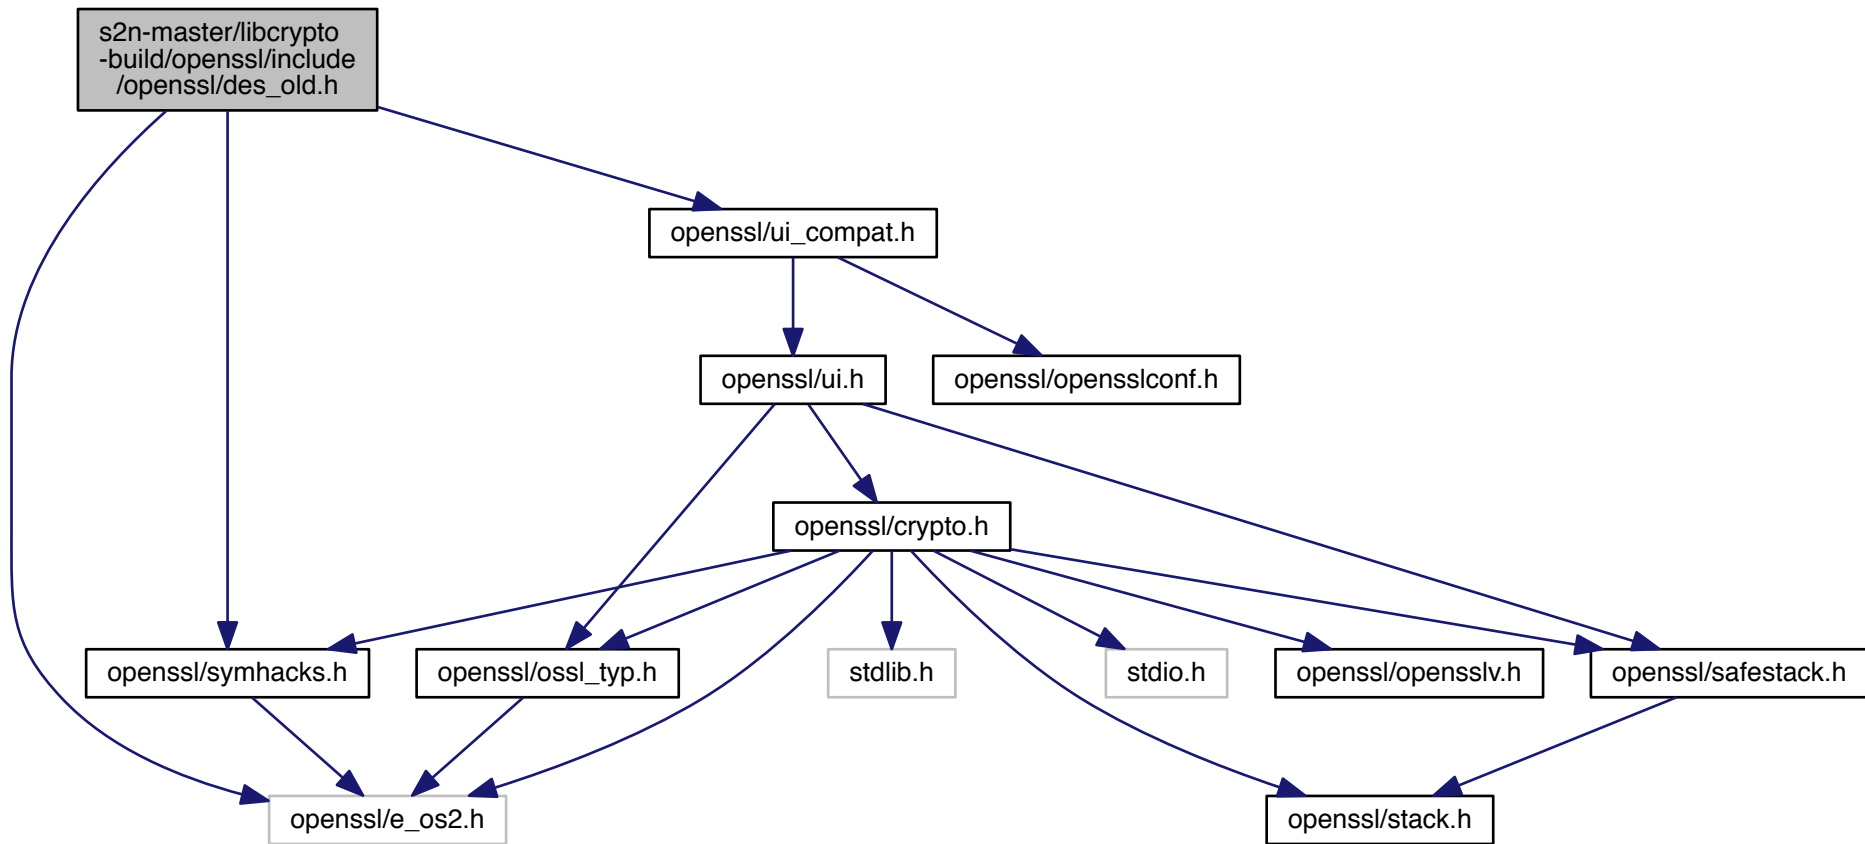 s2n-master/libcrypto
-build/openssl/include
/openssl/des_old.h
openssl/ui_compat.h
openssl/ui.h
openssl/opensslconf.h
openssl/crypto.h
openssl/symhacks.h
openssl/ossl_typ.h
stdlib.h
stdio.h
openssl/opensslv.h
openssl/safestack.h
openssl/e_os2.h
openssl/stack.h